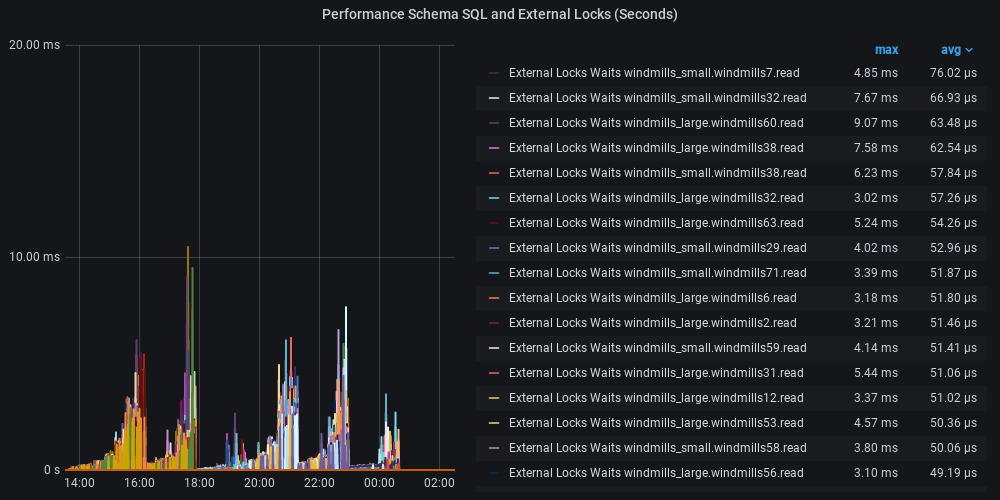 Performance Schema SQL and External Locks (Seconds)
20.00 ms
10.00 ms
0 s
14:00 16:00 18:00 20:00 22:00 00:00 02:00
max avg
External Locks Waits windmills_small.windmills7.read 4.85 ms 76.02 µs
External Locks Waits windmills_small.windmills32.read 7.67 ms 66.93 µs
External Locks Waits windmills_large.windmills60.read 9.07 ms 63.48 µs
External Locks Waits windmills_large.windmills38.read 7.58 ms 62.54 µs
External Locks Waits windmills_small.windmills38.read 6.23 ms 57.84 µs
External Locks Waits windmills_large.windmills32.read 3.02 ms 57.26 µs
External Locks Waits windmills_large.windmills63.read 5.24 ms 54.26 µs
External Locks Waits windmills_small.windmills29.read 4.02 ms 52.96 µs
External Locks Waits windmills_small.windmills71.read 3.39 ms 51.87 µs
External Locks Waits windmills_large.windmills6.read 3.18 ms 51.80 µs
External Locks Waits windmills_large.windmills2.read 3.21 ms 51.46 µs
External Locks Waits windmills_small.windmills59.read 4.14 ms 51.41 µs
External Locks Waits windmills_large.windmills31.read 5.44 ms 51.06 µs
External Locks Waits windmills_large.windmills12.read 3.37 ms 51.02 µs
External Locks Waits windmills_small.windmills53.read 4.57 ms 50.36 µs
External Locks Waits windmills_small.windmills58.read 3.80 ms 50.06 µs
External Locks Waits windmills_large.windmills56.read 3.10 ms 49.19 µs